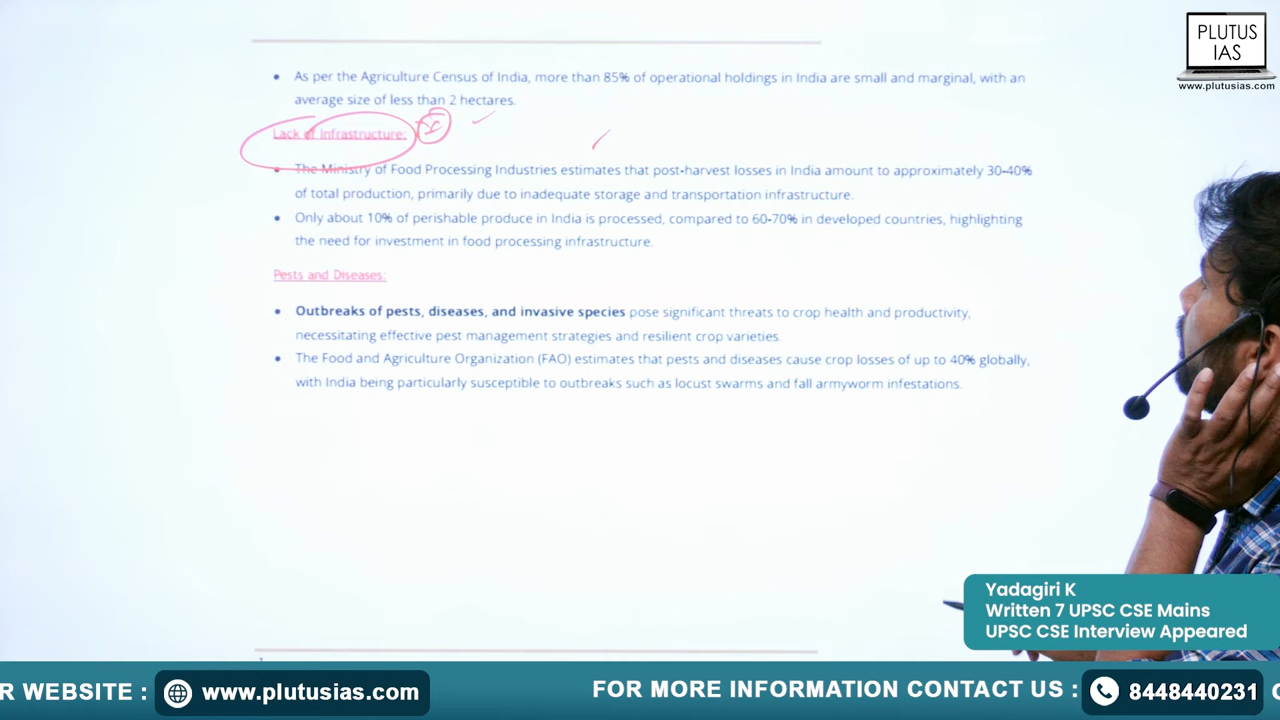 PLUTUS
IAS
www.plutusias.com
• As per the Agriculture Census of India, more than 85% of operational holdings in India are small and marginal, with an
average size of less than 2 hectares.
Lack of Infrastructure:
• The Ministry of Food Processing Industries estimates that post-harvest losses in India amount to approximately 30-40%
of total production, primarily due to inadequate storage and transportation infrastructure.
• Only about 10% of perishable produce in India is processed, compared to 60-70% in developed countries, highlighting
the need for investment in food processing infrastructure.
Pests and Diseases:
• Outbreaks of pests, diseases, and invasive species pose significant threats to crop health and productivity,
necessitating effective pest management strategies and resilient crop varieties.
• The Food and Agriculture Organization (FAO) estimates that pests and diseases cause crop losses of up to 40% globally,
with India being particularly susceptible to outbreaks such as locust swarms and fall armyworm infestations.
Yadagiri K
Written 7 UPSC CSE Mains
UPSC CSE Interview Appeared
R WEBSITE : www.plutusias.com
FOR MORE INFORMATION CONTACT US : 8448440231